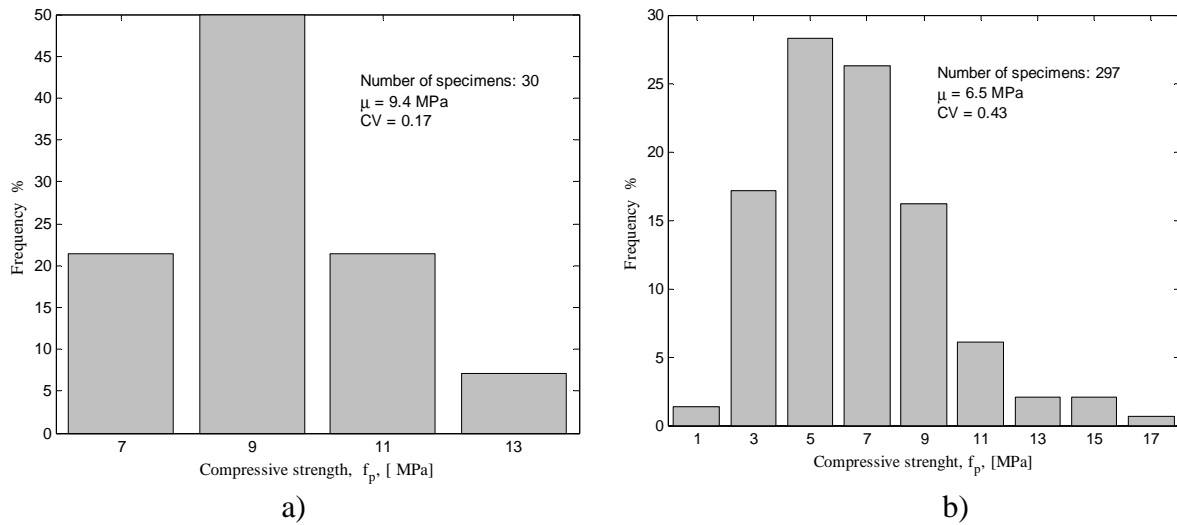 50
45
40
35
30
25
20
15
10
5
0
Frequency %
Number of specimens: 30
μ = 9.4 MPa
CV = 0.17
7 9 11 13
Compressive strength, fp, [ MPa]
a)
30
25
20
15
10
5
0
Frequency %
Number of specimens: 297
μ = 6.5 MPa
CV = 0.43
1 3 5 7 9 11 13 15 17
Compressive strenght, fp, [MPa]
b)